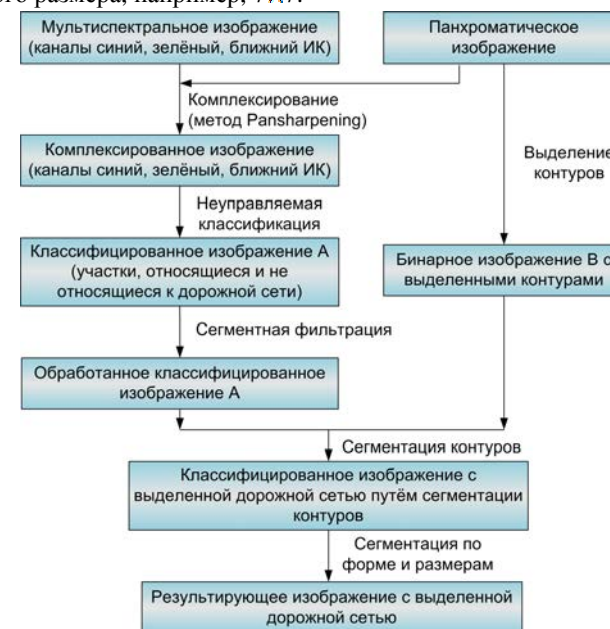 ого размера, например,
Мультиспектральное изображение
(каналы синий, зелёный, ближний ИК)
Панхроматическое
изображение
Комплексирование
(метод Pansharpening)
Комплексированное изображение
(каналы синий, зелёный, ближний ИК)
Выделение
контуров
Неуправляемая
классификация
Классифицированное изображение А
(участки, относящиеся и не
относящиеся к дорожной сети)
Бинарное изображение В с
выделенными контурами
Сегментная фильтрация
Обработанное классифицированное
изображение А
Сегментация контуров
Классифицированное изображение с
выделенной дорожной сетью путём сегментации
контуров
Сегментация по
форме и размерам
Результирующее изображение с выделенной
дорожной сетью